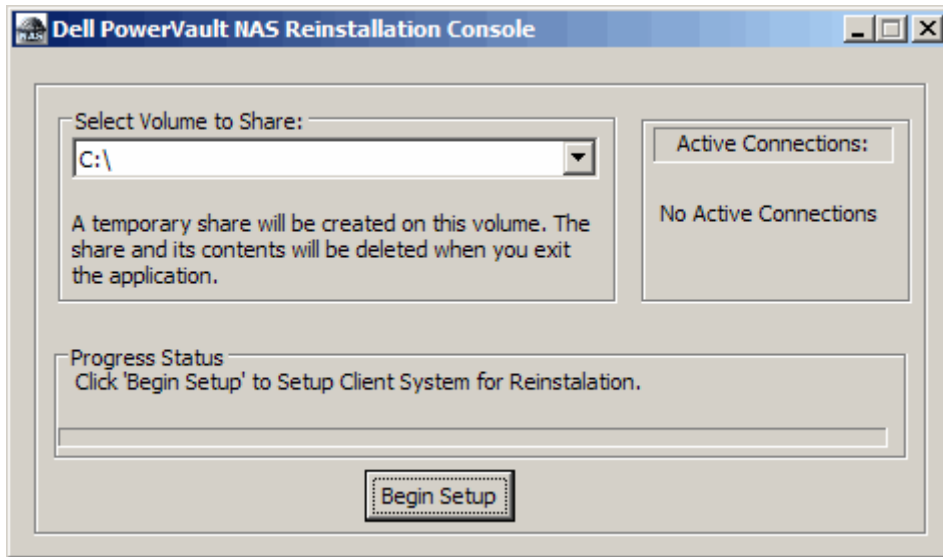 NAS
Dell PowerVault NAS Reinstallation Console
Select Volume to Share:
C:\
A temporary share will be created on this volume. The
share and its contents will be deleted when you exit
the application.
Active Connections:
No Active Connections
Progress Status
Click 'Begin Setup' to Setup Client System for Reinstalation.
Begin Setup